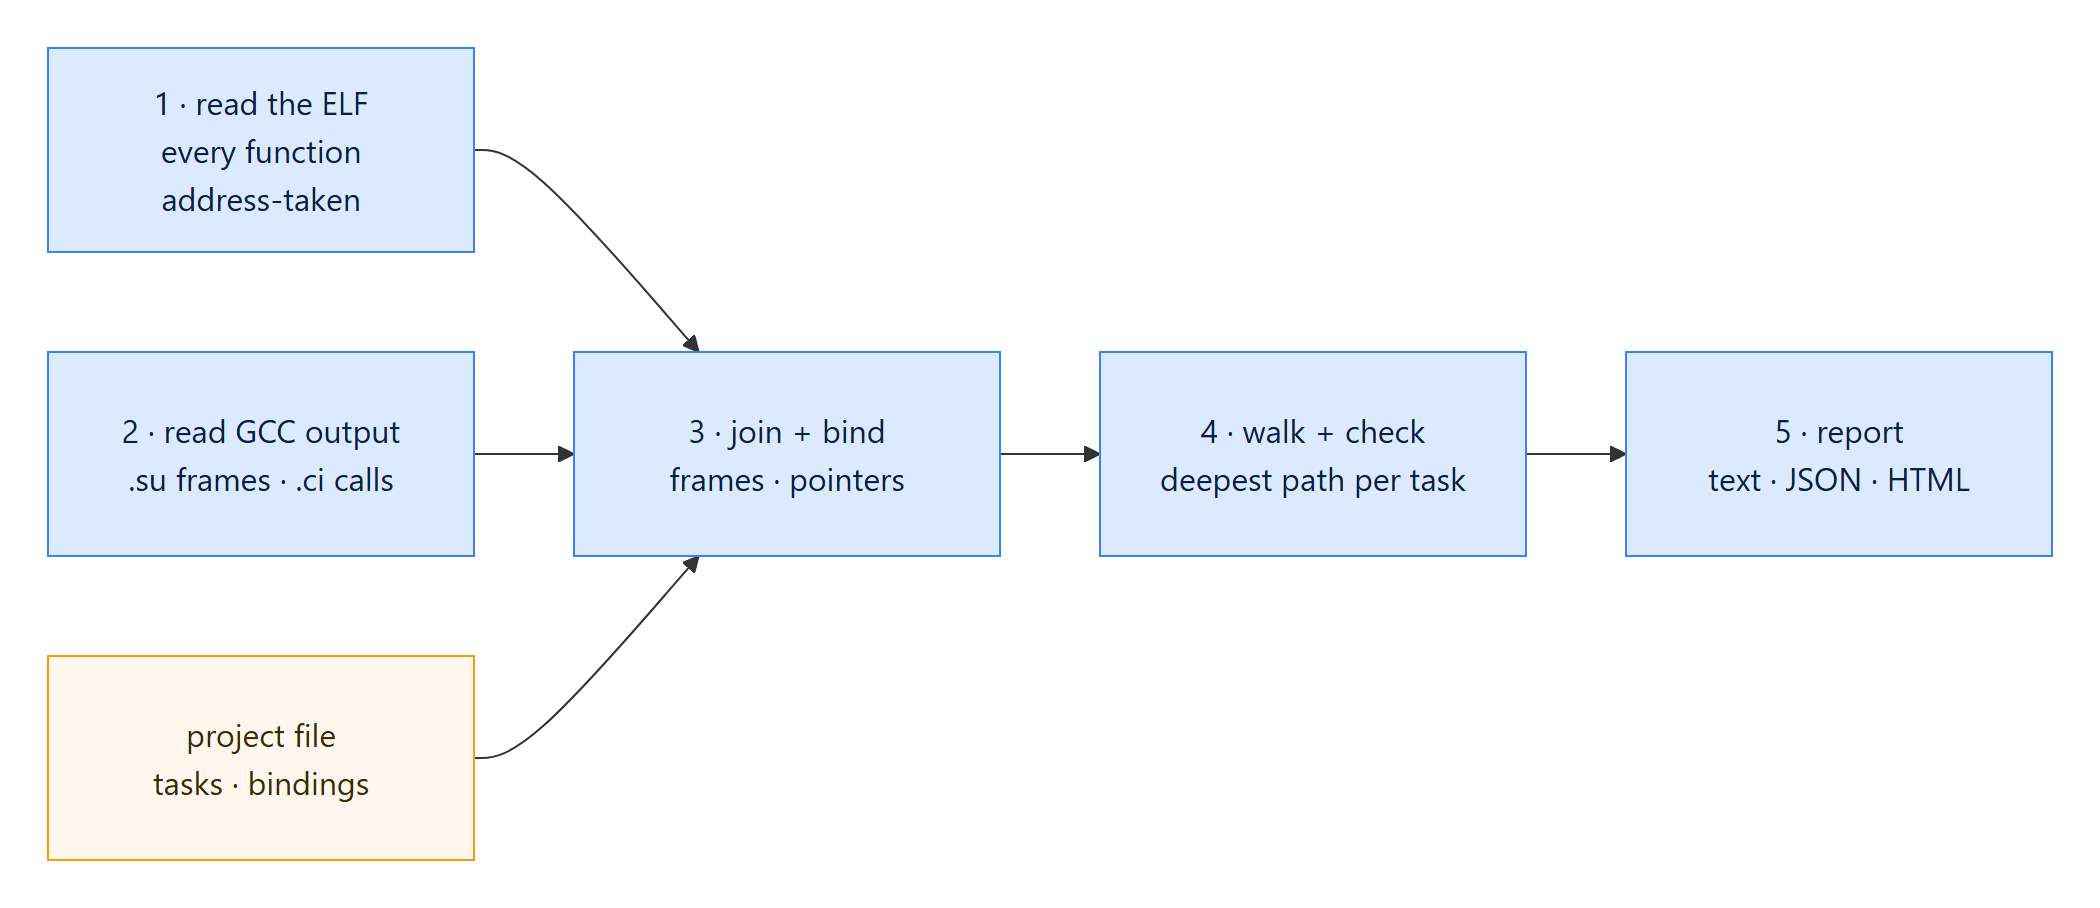 1 · read the ELF
every function
address-taken
2 · read GCC output
.su frames · .ci calls
3 · join + bind
frames · pointers
4 · walk + check
deepest path per task
5 · report
text · JSON · HTML
project file
tasks · bindings